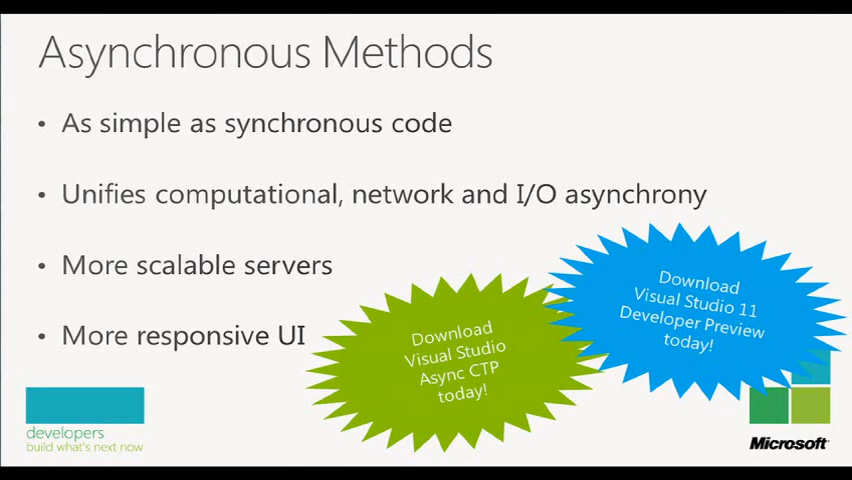 Asynchronous Methods
• As simple as synchronous code
• Unifies computational, network and I/O asynchrony
• More scalable servers
• More responsive UI
Download
Visual Studio
Async CTP
today!
Download
Visual Studio 11
Developer Preview
today!
developers
build what's next now
Microsoft